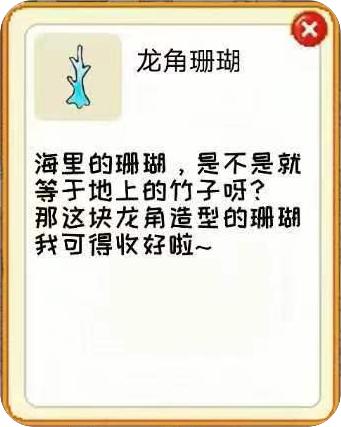 龙角珊瑚
海里的珊瑚，是不是就
等于地上的竹子呀？
那这块龙角造型的珊瑚
我可得收好啦~